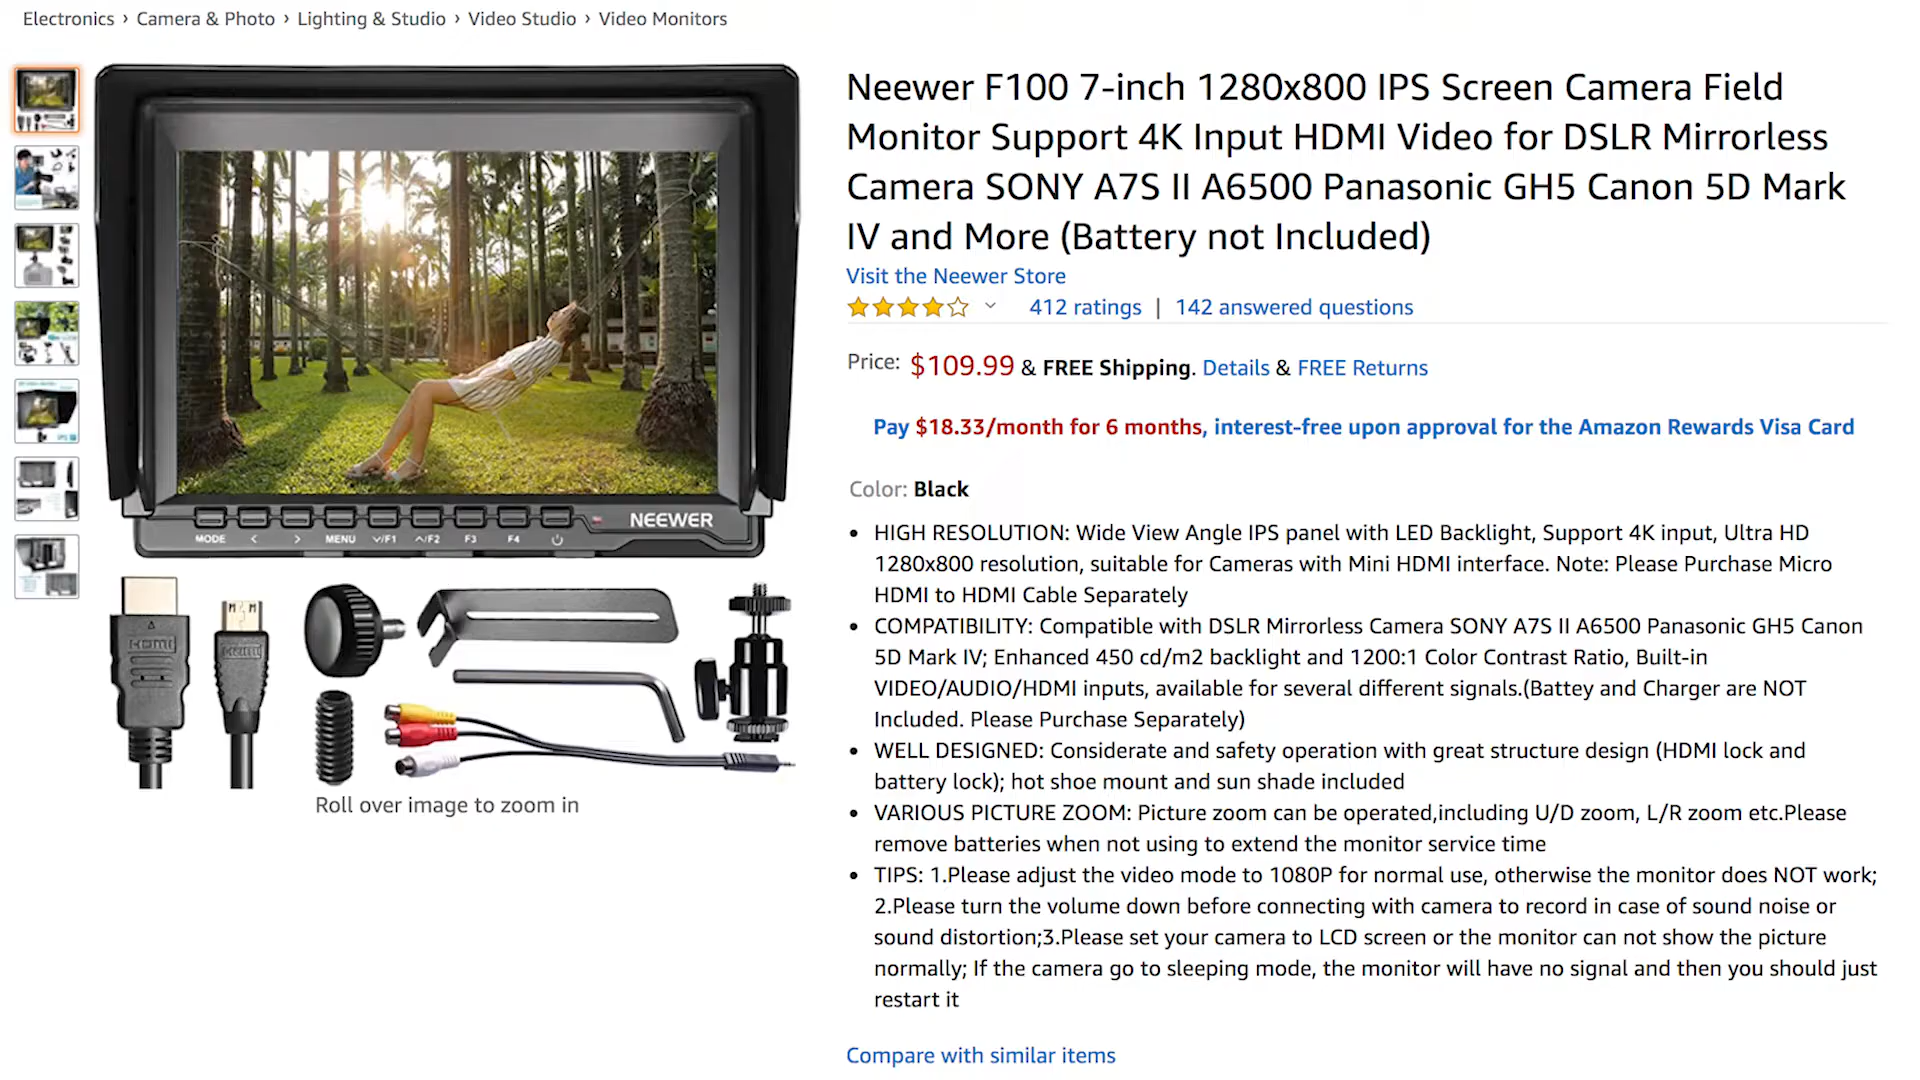 Electronics › Camera & Photo › Lighting & Studio › Video Studio › Video Monitors
Neewer F100 7-inch 1280x800 IPS Screen Camera Field
Monitor Support 4K Input HDMI Video for DSLR Mirrorless
Camera SONY A7S II A6500 Panasonic GH5 Canon 5D Mark
IV and More (Battery not Included)
Visit the Neewer Store
412 ratings | 142 answered questions
Price: $109.99 & FREE Shipping. Details & FREE Returns
Pay $18.33/month for 6 months, interest-free upon approval for the Amazon Rewards Visa Card
Color: Black
• HIGH RESOLUTION: Wide View Angle IPS panel with LED Backlight, Support 4K input, Ultra HD
1280x800 resolution, suitable for Cameras with Mini HDMI interface. Note: Please Purchase Micro
HDMI to HDMI Cable Separately
• COMPATIBILITY: Compatible with DSLR Mirrorless Camera SONY A7S II A6500 Panasonic GH5 Canon
5D Mark IV; Enhanced 450 cd/m2 backlight and 1200:1 Color Contrast Ratio, Built-in
VIDEO/AUDIO/HDMI inputs, available for several different signals.(Battey and Charger are NOT
Included. Please Purchase Separately)
• WELL DESIGNED: Considerate and safety operation with great structure design (HDMI lock and
battery lock); hot shoe mount and sun shade included
• VARIOUS PICTURE ZOOM: Picture zoom can be operated,including U/D zoom, L/R zoom etc.Please
remove batteries when not using to extend the monitor service time
• TIPS: 1.Please adjust the video mode to 1080P for normal use, otherwise the monitor does NOT work;
2.Please turn the volume down before connecting with camera to record in case of sound noise or
sound distortion;3.Please set your camera to LCD screen or the monitor can not show the picture
normally; If the camera go to sleeping mode, the monitor will have no signal and then you should just
restart it
Compare with similar items
NEEWER
MODE < > MENU ∨/F1 ∧/F2 F3 F4
HDMI
HDMI
Roll over image to zoom in